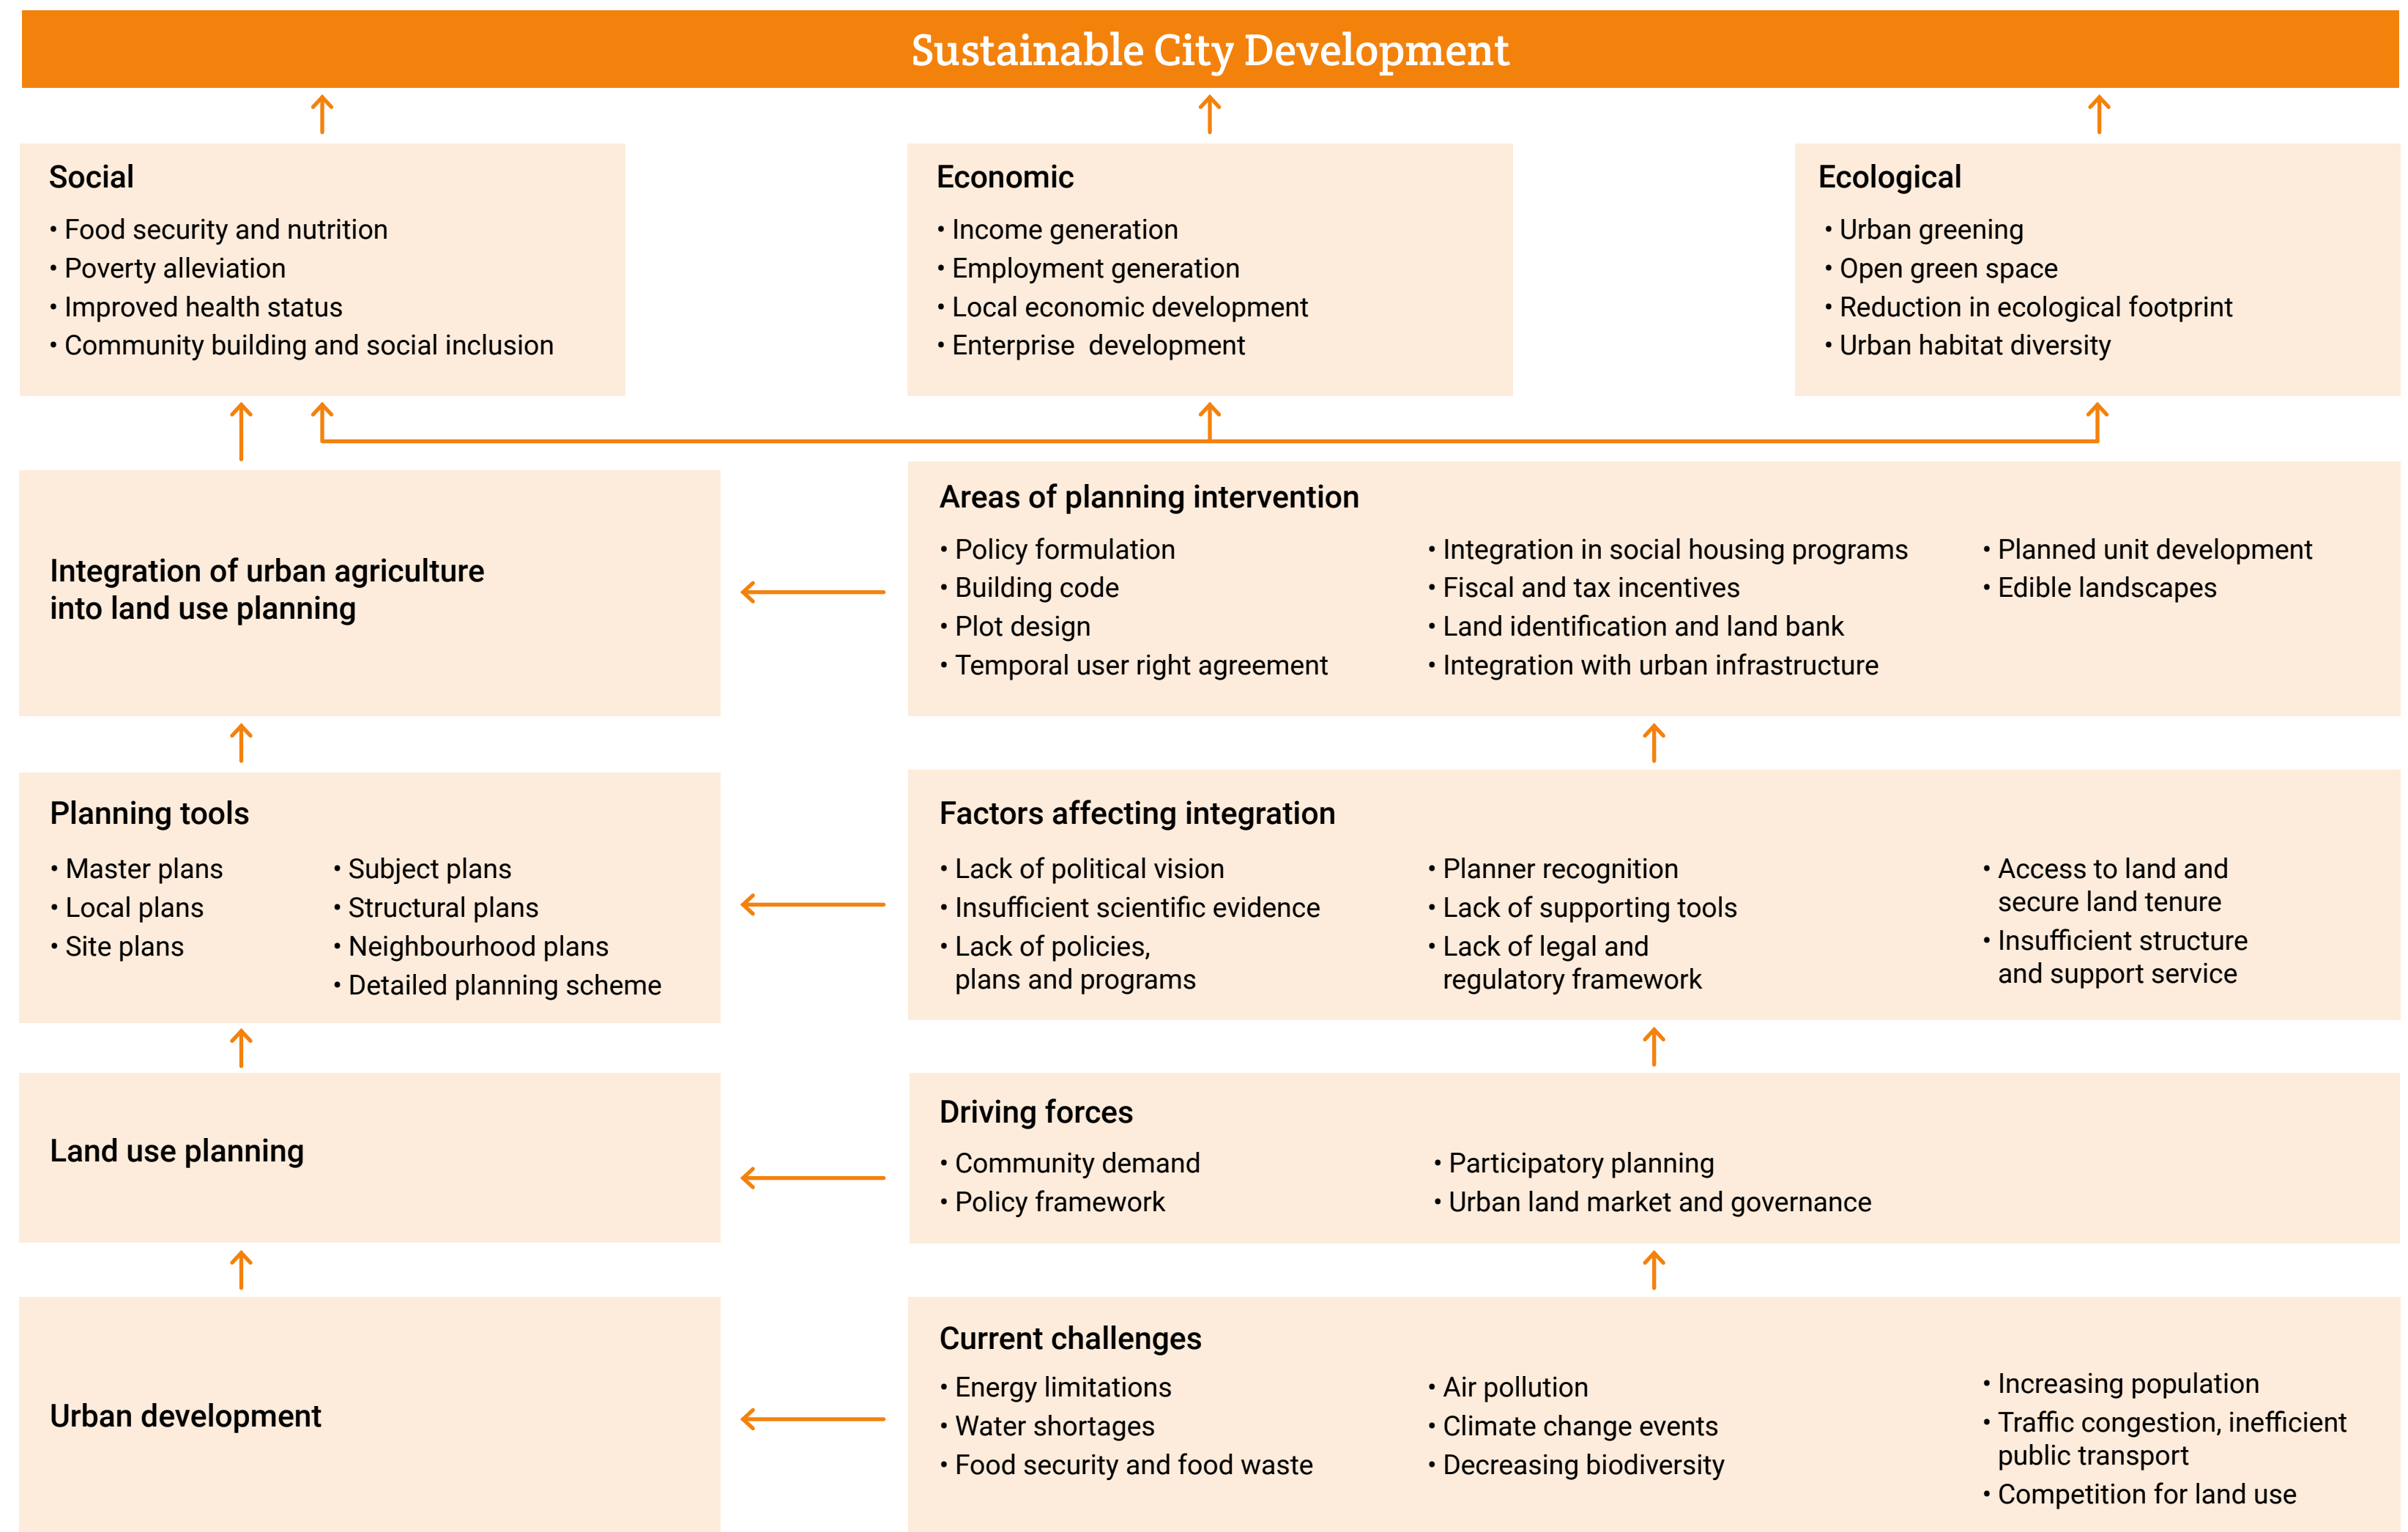 Sustainable City Development
Social
• Food security and nutrition
• Poverty alleviation
• Improved health status
• Community building and social inclusion
Economic
• Income generation
• Employment generation
• Local economic development
• Enterprise development
Ecological
• Urban greening
• Open green space
• Reduction in ecological footprint
• Urban habitat diversity
Integration of urban agriculture
into land use planning
Areas of planning intervention
• Policy formulation
• Building code
• Plot design
• Temporal user right agreement
• Integration in social housing programs
• Fiscal and tax incentives
• Land identification and land bank
• Integration with urban infrastructure
• Planned unit development
• Edible landscapes
Planning tools
• Master plans
• Local plans
• Site plans
• Subject plans
• Structural plans
• Neighbourhood plans
• Detailed planning scheme
Factors affecting integration
• Lack of political vision
• Insufficient scientific evidence
• Lack of policies,
plans and programs
• Planner recognition
• Lack of supporting tools
• Lack of legal and
regulatory framework
• Access to land and
secure land tenure
• Insufficient structure
and support service
Land use planning
Driving forces
• Community demand
• Policy framework
• Participatory planning
• Urban land market and governance
Urban development
Current challenges
• Energy limitations
• Water shortages
• Food security and food waste
• Air pollution
• Climate change events
• Decreasing biodiversity
• Increasing population
• Traffic congestion, inefficient
public transport
• Competition for land use